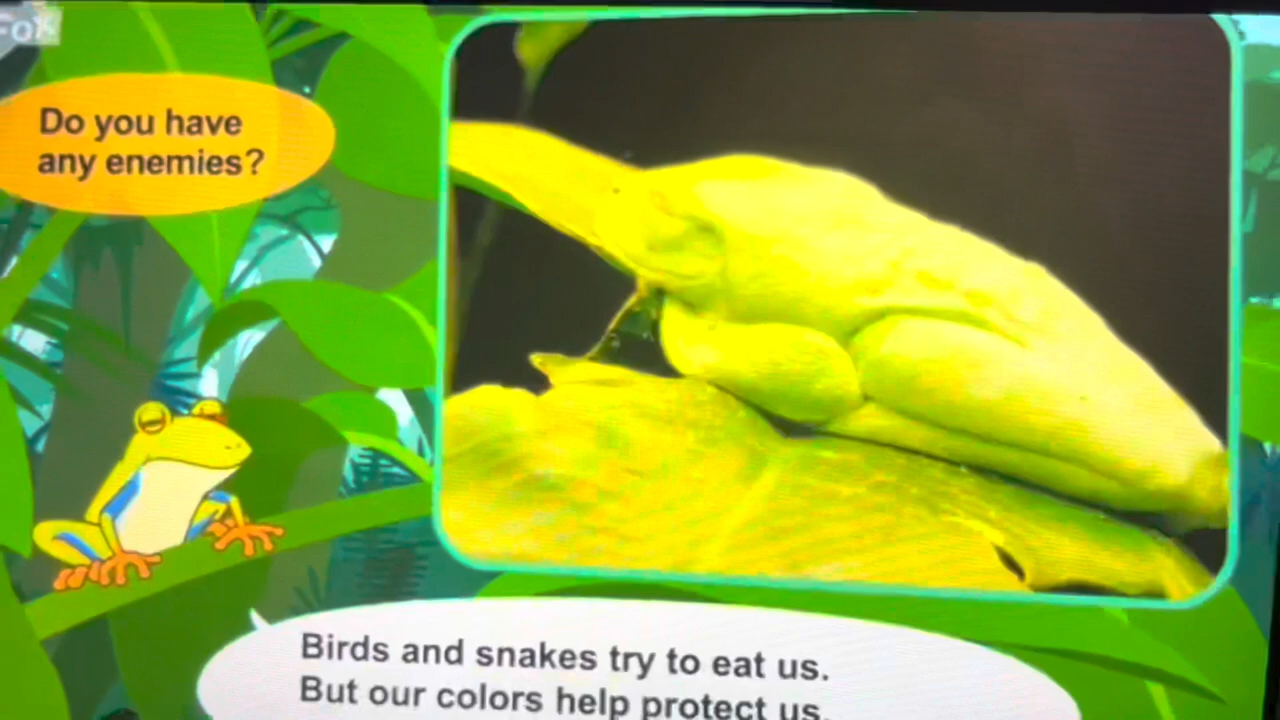 Do you have
any enemies?
Birds and snakes try to eat us.
But our colors help protect us.